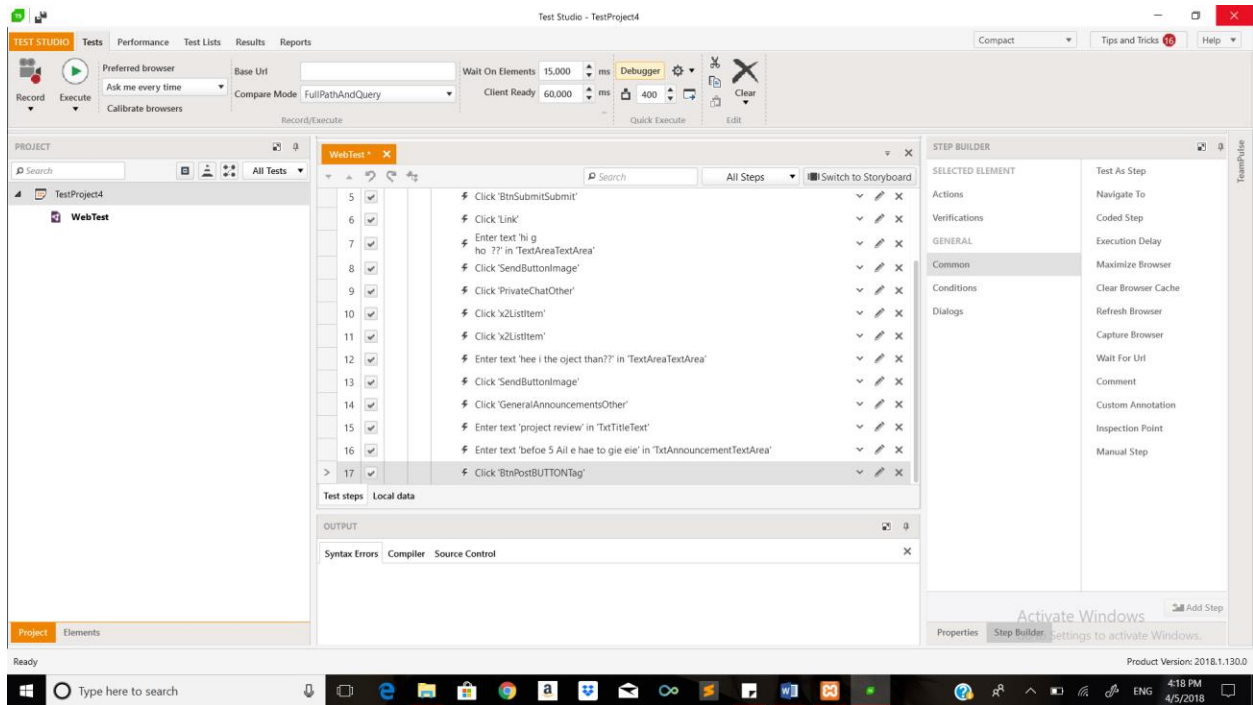 Test Studio - TestProject4
TEST STUDIO Tests Performance Test Lists Results Reports
Compact Tips and Tricks 16 Help
Record Execute
Preferred browser
Ask me every time
Calibrate browsers
Base Url
Compare Mode FullPathAndQuery
Record/Execute
Wait On Elements 15,000 ms
Client Ready 60,000 ms
Debugger
400
Quick Execute
Clear
Edit
PROJECT
Search All Tests
TestProject4
WebTest
Project Elements
WebTest *
Search All Steps Switch to Storyboard
5 Click 'BtnSubmitSubmit'
6 Click 'Link'
7 Enter text 'hi g
ho ??' in 'TextAreaTextArea'
8 Click 'SendButtonImage'
9 Click 'PrivateChatOther'
10 Click 'x2ListItem'
11 Click 'x2ListItem'
12 Enter text 'hee i the oject than??' in 'TextAreaTextArea'
13 Click 'SendButtonImage'
14 Click 'GeneralAnnouncementsOther'
15 Enter text 'project review' in 'TxtTitleText'
16 Enter text 'befoe 5 Ail e hae to gie eie' in 'TxtAnnouncementTextArea'
17 Click 'BtnPostBUTTONTag'
Test steps Local data
OUTPUT
Syntax Errors Compiler Source Control
STEP BUILDER
SELECTED ELEMENT
Actions
Verifications
GENERAL
Common
Conditions
Dialogs
Test As Step
Navigate To
Coded Step
Execution Delay
Maximize Browser
Clear Browser Cache
Refresh Browser
Capture Browser
Wait For Url
Comment
Custom Annotation
Inspection Point
Manual Step
Add Step
Activate Windows
Settings to activate Windows.
Properties Step Builder
TeamPulse
Ready
Product Version: 2018.1.130.0
Type here to search
ENG
4:18 PM
4/5/2018